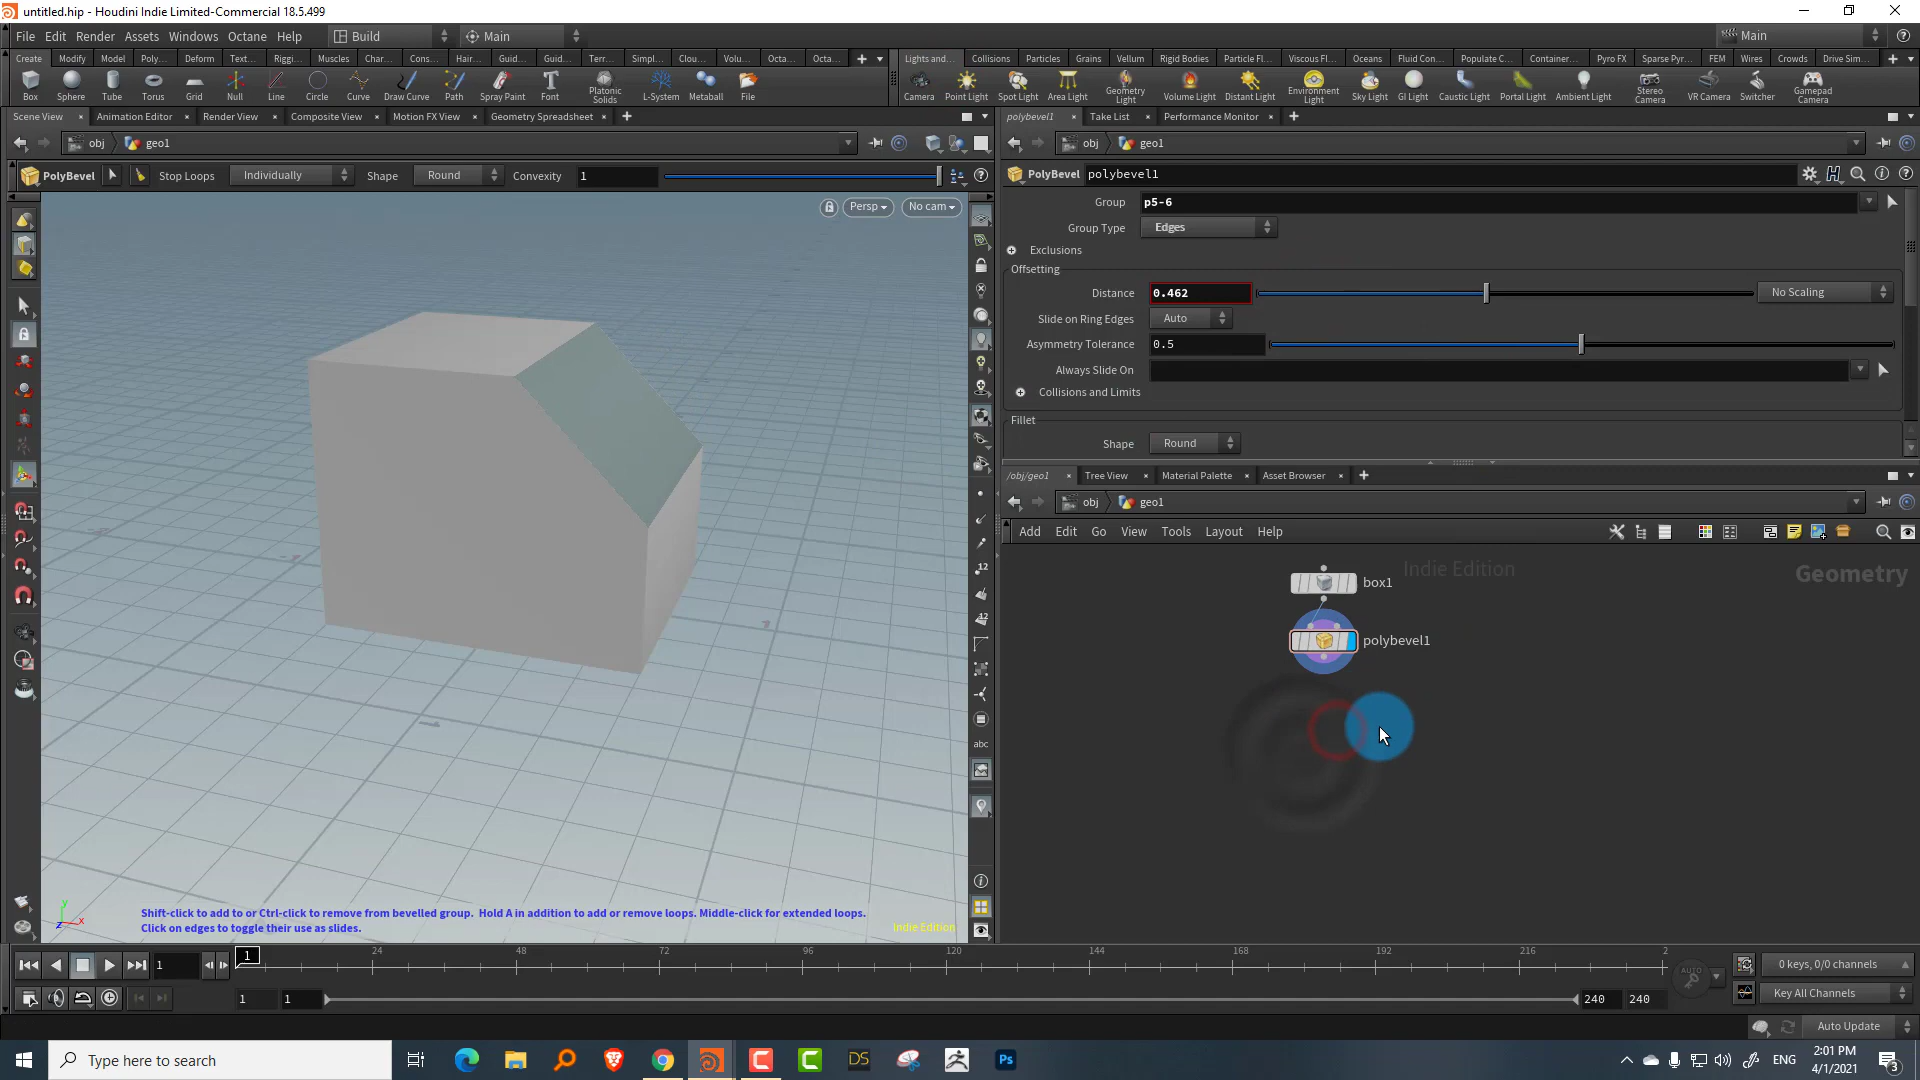 untitled.hip - Houdini Indie Limited-Commercial 18.5.499
File Edit Render Assets Windows Octane Help Build Main Main
Create Modify Model Poly... Deform Text... Riggi... Muscles Char... Cons... Hair... Guid... Guid... Terr... Simpl... Clou... Volu... Octa... Octa... Lights and... Collisions Particles Grains Vellum Rigid Bodies Particle Fl... Viscous Fl... Oceans Fluid Con... Populate C... Container... Pyro FX Sparse Pyr... FEM Wires Crowds Drive Sim...
Box Sphere Tube Torus Grid Null Line Circle Curve Draw Curve Path Spray Paint Font Platonic Solids L-System Metaball File Camera Point Light Spot Light Area Light Geometry Light Volume Light Distant Light Environment Light Sky Light GI Light Caustic Light Portal Light Ambient Light Stereo Camera VR Camera Switcher Gamepad Camera
Scene View Animation Editor Render View Composite View Motion FX View Geometry Spreadsheet polybevel1 Take List Performance Monitor
obj geo1 obj geo1
PolyBevel Stop Loops Individually Shape Round Convexity 1 PolyBevel polybevel1
Persp No cam
Group p5-6
Group Type Edges
Exclusions
Offsetting
Distance 0.462 No Scaling
Slide on Ring Edges Auto
Asymmetry Tolerance 0.5
Always Slide On
Collisions and Limits
Fillet
Shape Round
/obj/geo1 Tree View Material Palette Asset Browser
obj geo1
Add Edit Go View Tools Layout Help
Indie Edition Geometry
box1
polybevel1
12
12
abc
Shift-click to add to or Ctrl-click to remove from bevelled group. Hold A in addition to add or remove loops. Middle-click for extended loops.
Click on edges to toggle their use as slides.
Indie Edition
y x z
1 1 24 48 72 96 120 144 168 192 216 2
AUTO 0 keys, 0/0 channels
1 1 240 240 Key All Channels
Auto Update
Type here to search DS Ps ENG 2:01 PM
4/1/2021 3